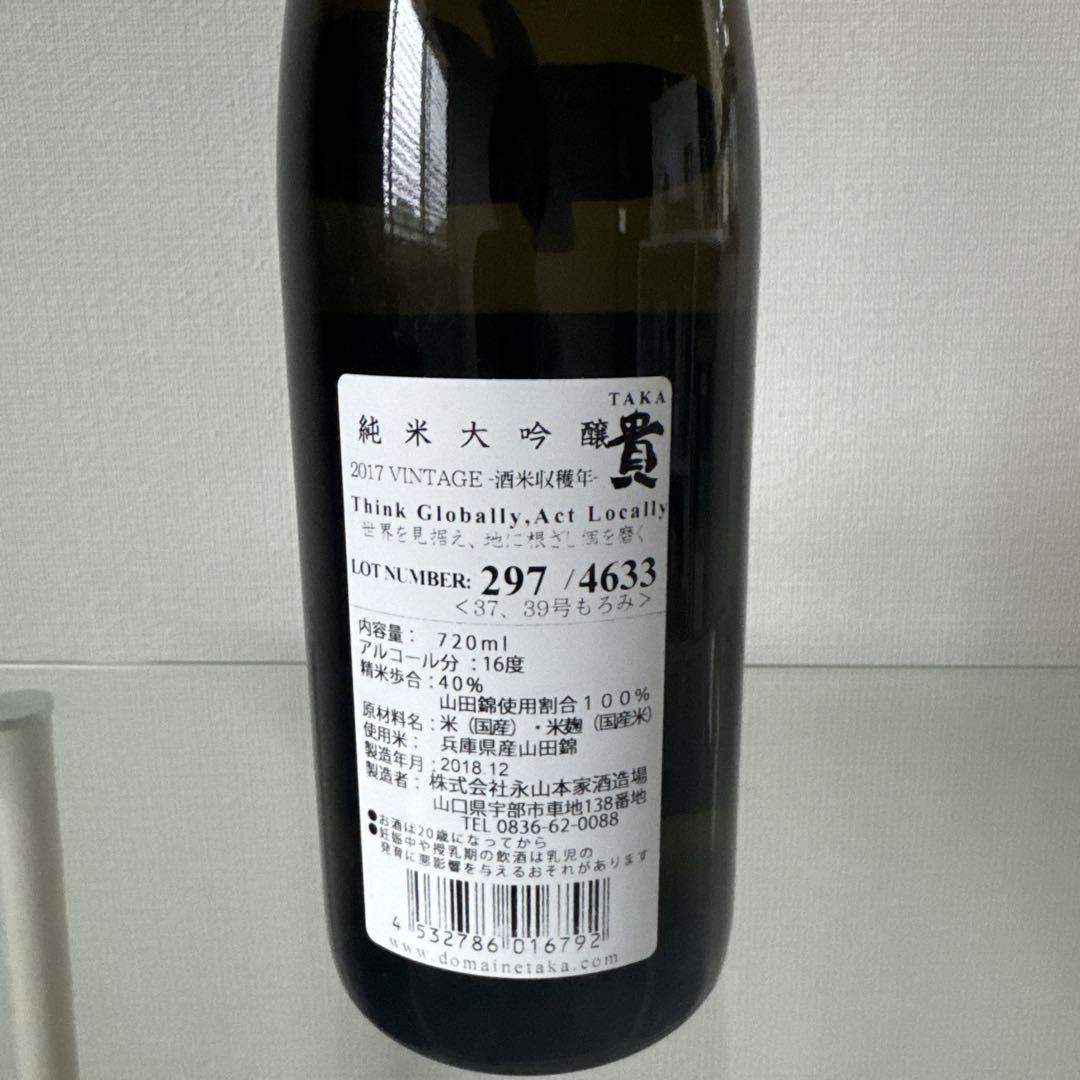 TAKA
純米大吟醸 貴
2017 VINTAGE -酒米収穫年-
Think Globally,Act Locally
世界を見据え、地に根ざし個を磨く
LOT NUMBER: 297 / 4633
＜37、39号もろみ＞
内容量： 720ml
アルコール分 ：16度
精米歩合：40%
山田錦使用割合１００％
原材料名：米（国産）・米麹（国産米）
使用米： 兵庫県産山田錦
製造年月：2018.12
製造者：株式会社永山本家酒造場
山口県宇部市車地138番地
TEL 0836-62-0088
●お酒は20歳になってから
●妊娠中や授乳期の飲酒は乳児の
発育に悪影響を与えるおそれがあります
4 532786 016792
www.domainetaka.com